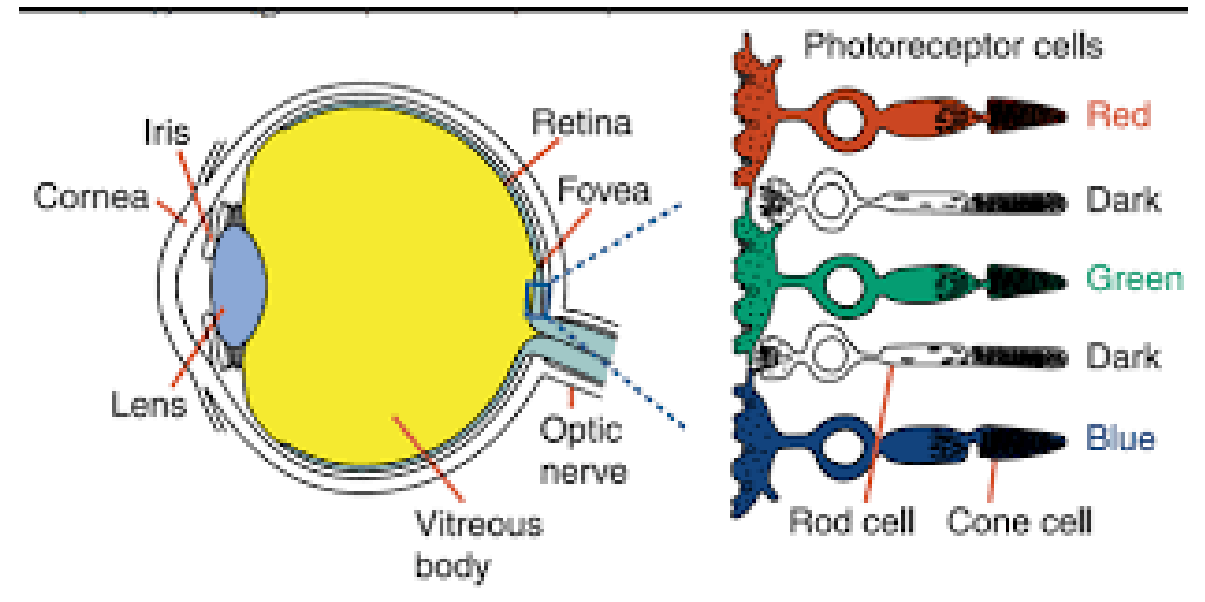 Photoreceptor cells
Iris
Retina
Red
Cornea
Fovea
Dark
Green
Dark
Lens
Optic
nerve
Blue
Vitreous
body
Rod cell
Cone cell